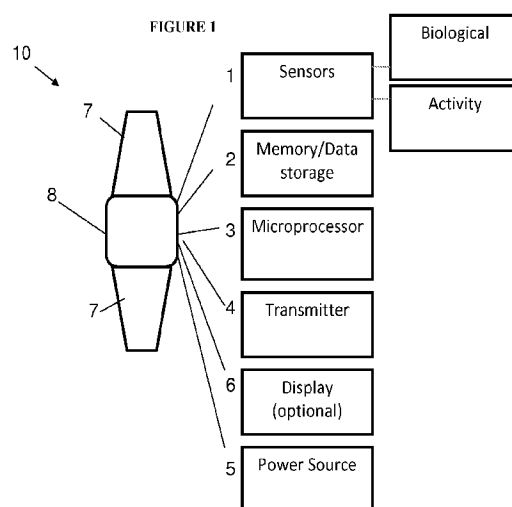 FIGURE 1
10
7
8
7
1
Sensors
Biological
Activity
2
Memory/Data
storage
3
Microprocessor
4
Transmitter
6
Display
(optional)
5
Power Source